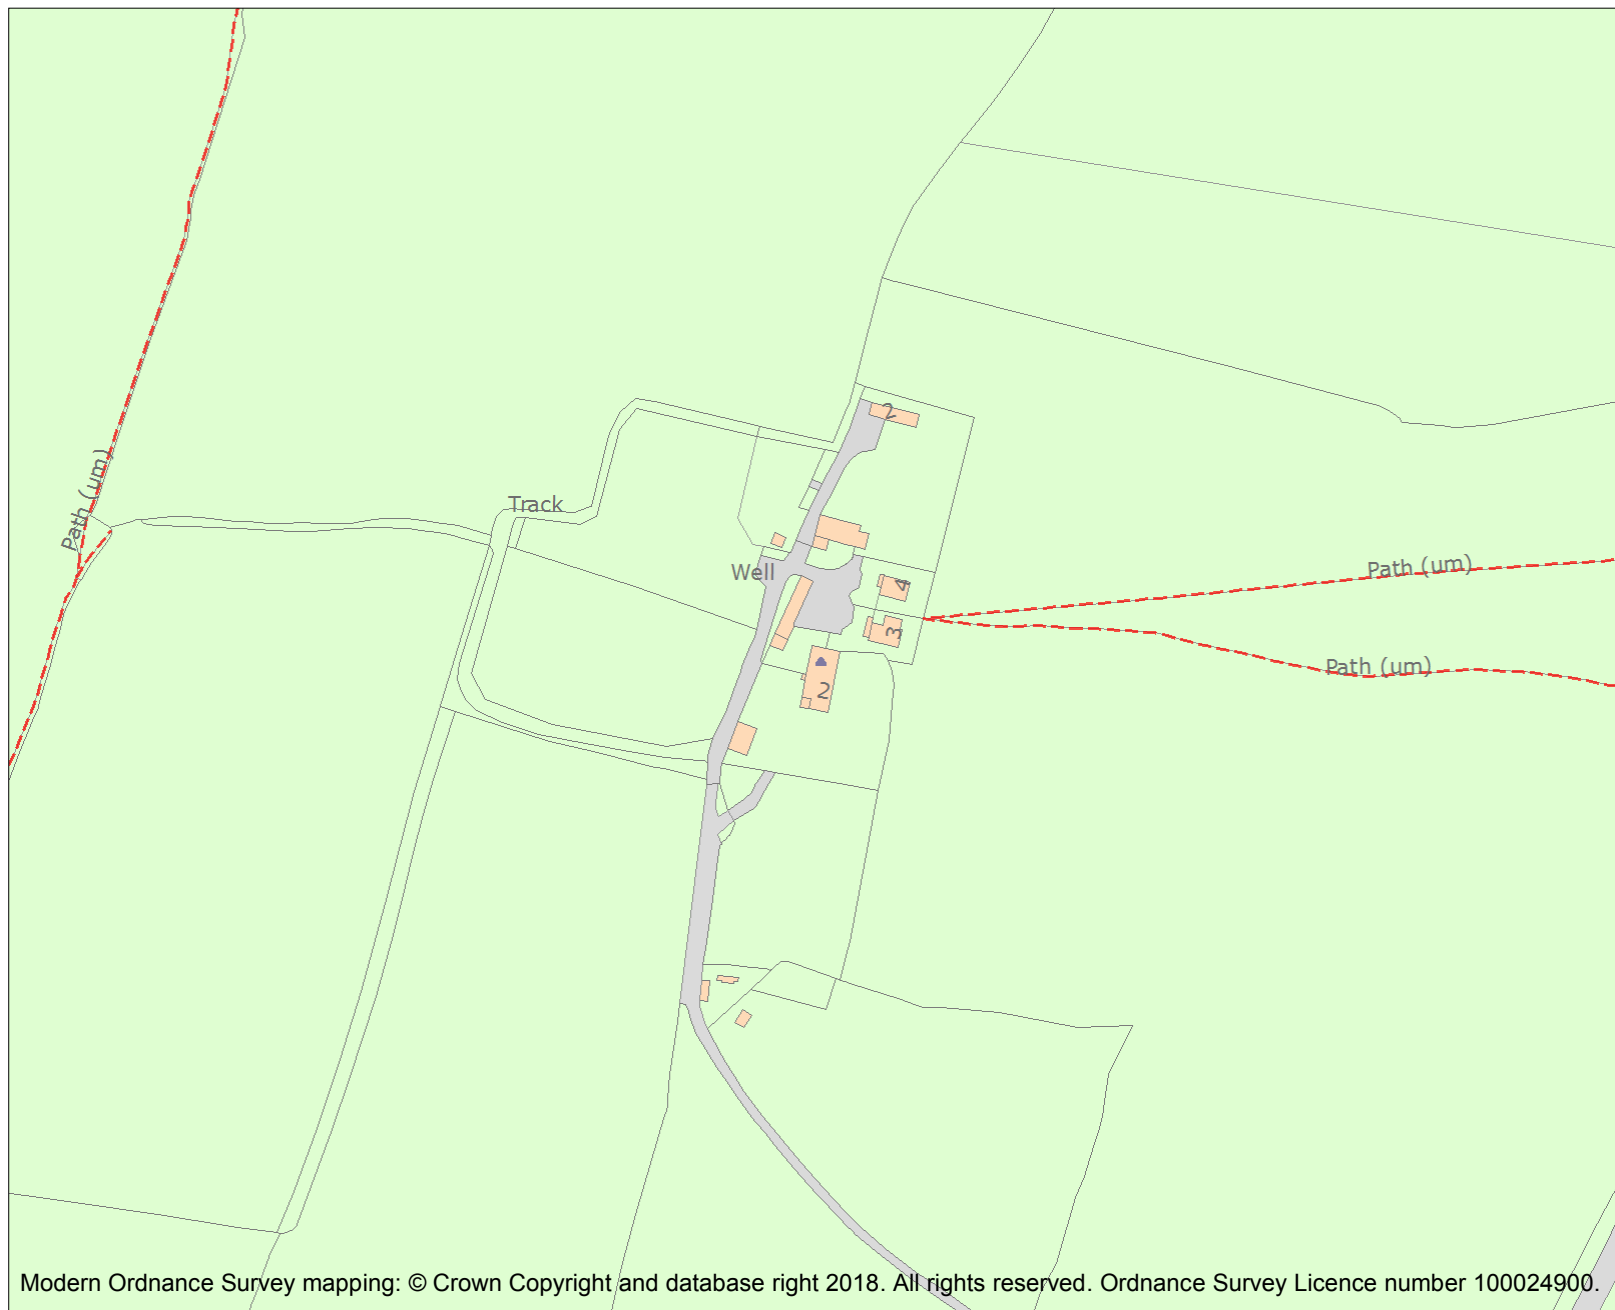 2
Path (um)
Track
Path (um)
Well
4
3
Path (um)
2
Modern Ordnance Survey mapping: © Crown Copyright and database right 2018. All rights reserved. Ordnance Survey Licence number 100024900.